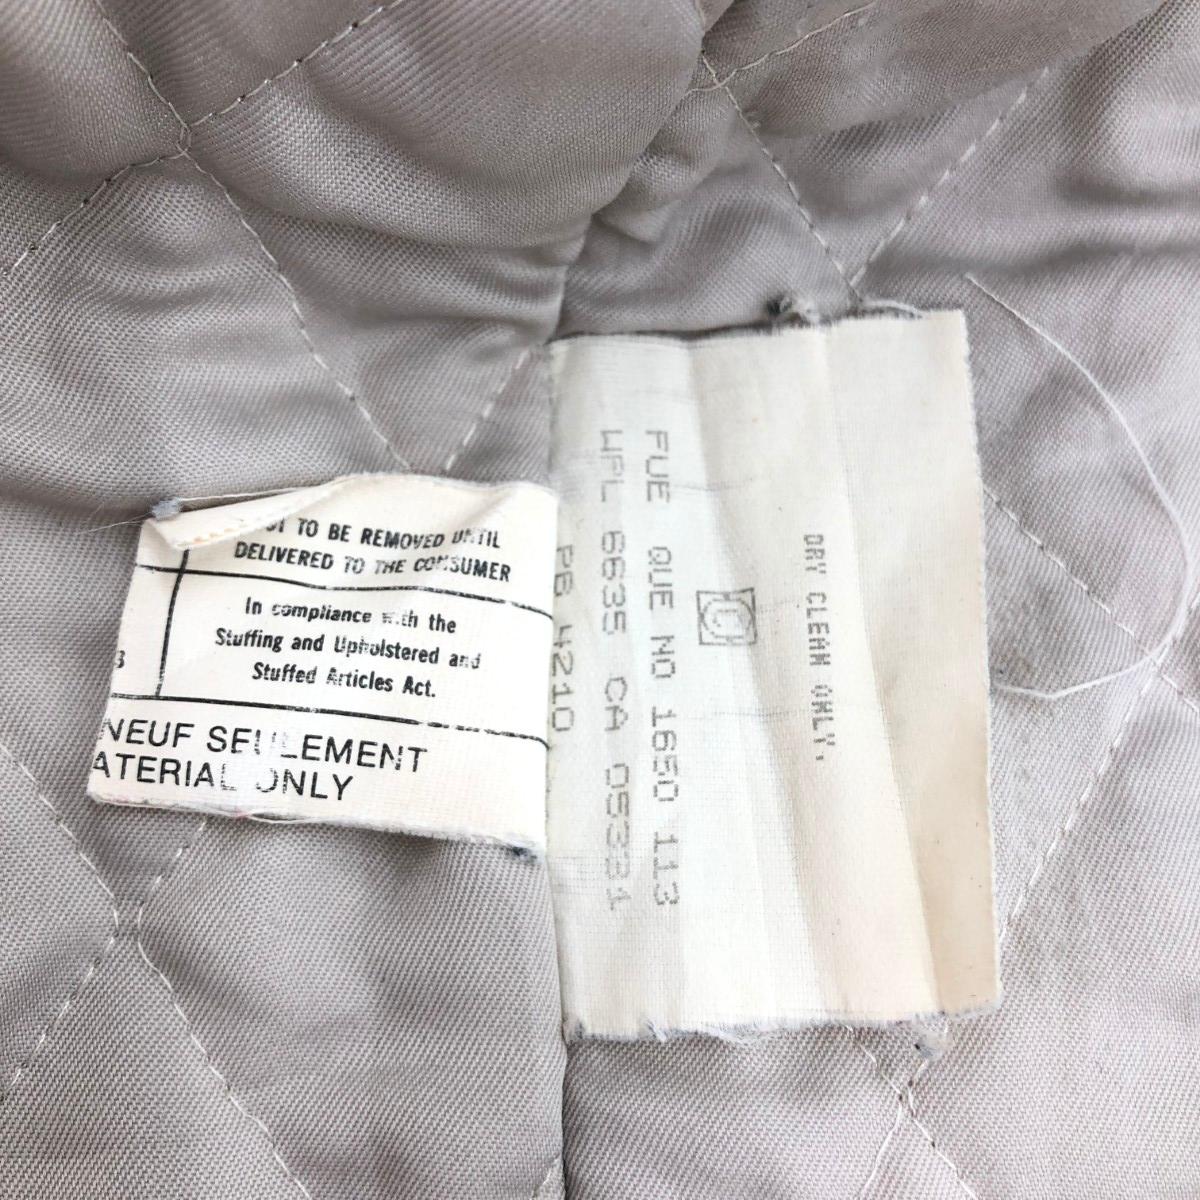 TO BE REMOVED UNTIL
DELIVERED TO THE CONSUMER
In compliance with the
Stuffing and Upholstered and
Stuffed Articles Act.
NEUF SEULEMENT
ATERIAL ONLY
DRY CLEAN ONLY.
FUE QUE NO 1650 113
WPL 6635 CA 05331
PB 4210